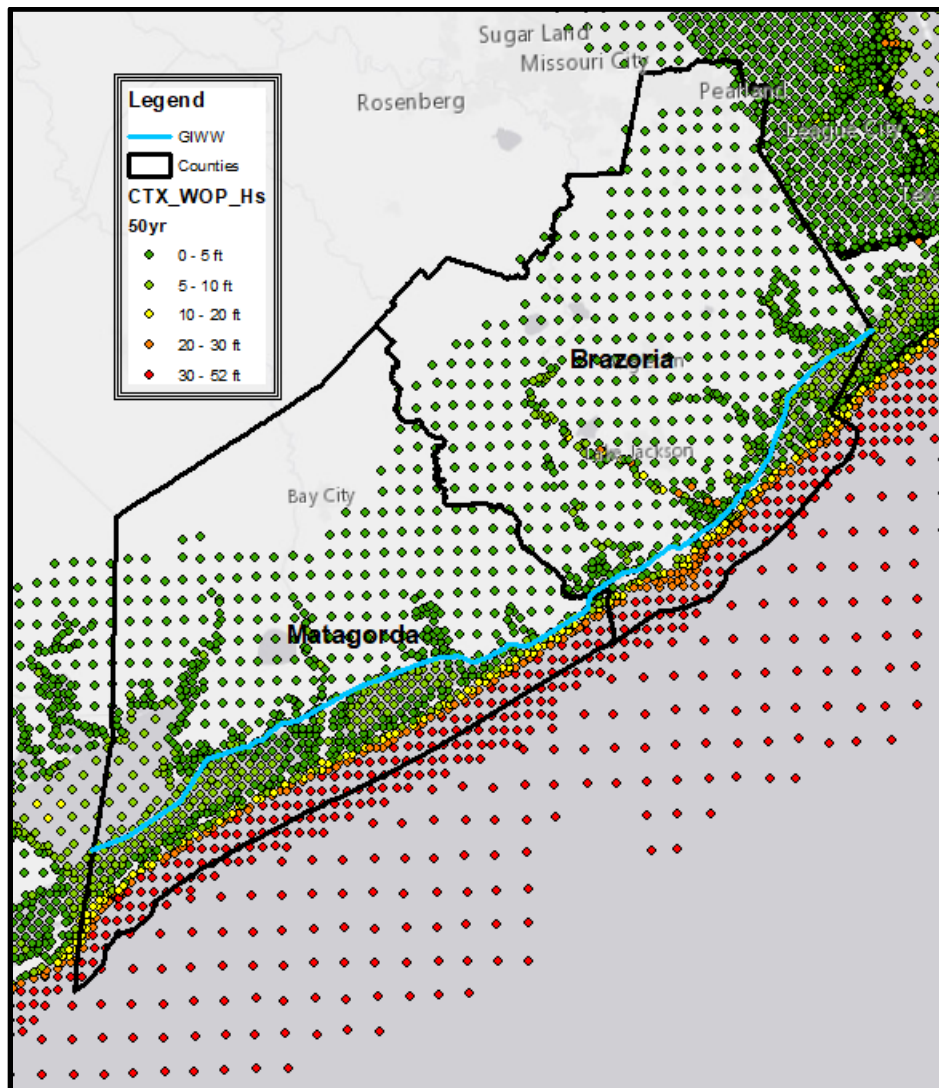 Sugar Land
Missouri City
Rosenberg
Pearland
League City
Legend
GIWW
Counties
CTX_WOP_Hs
50yr
0 - 5 ft
5 - 10 ft
10 - 20 ft
20 - 30 ft
30 - 52 ft
Brazoria
Lake Jackson
Bay City
Matagorda